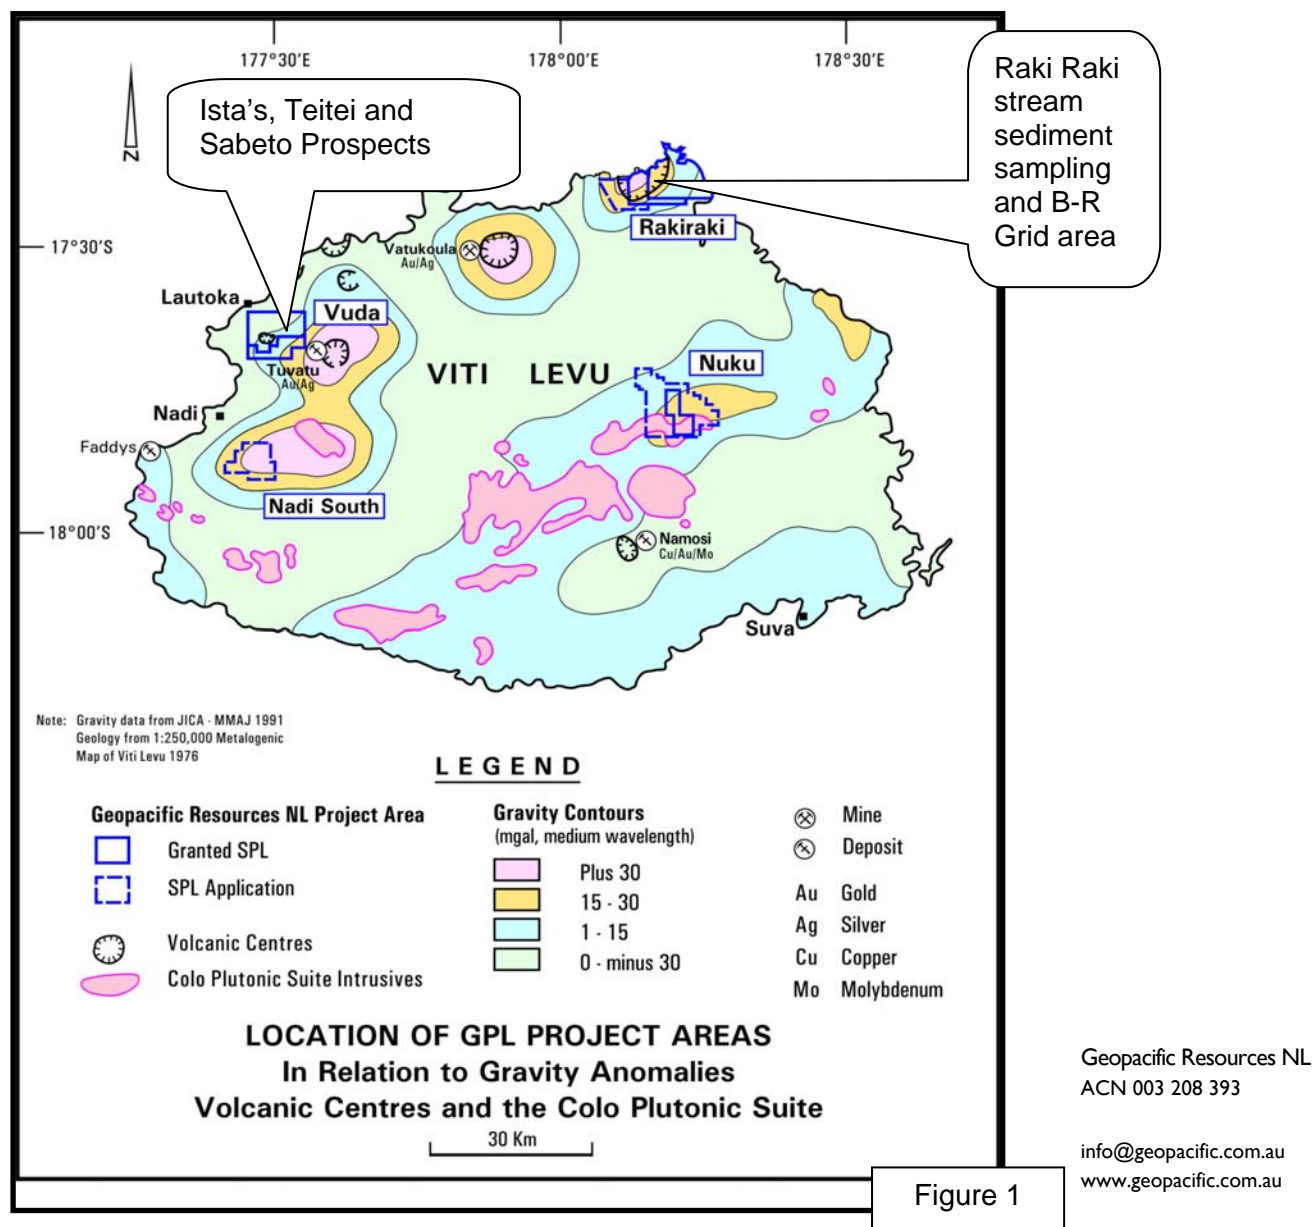 177°30'E
178°00'E
178°30'E
Ista's, Teitei and
Sabeto Prospects
Raki Raki
stream
sediment
sampling
and B-R
Grid area
N
17°30'S
Vatukoula
Au/Ag
Rakiraki
Lautoka
Vuda
Tuvatu
Au/Ag
VITI LEVU
Nuku
Nadi
Faddys
Nadi South
18°00'S
Namosi
Cu/Au/Mo
Suva
Note: Gravity data from JICA - MMAJ 1991
Geology from 1:250,000 Metalogenic
Map of Viti Levu 1976
LEGEND
Geopacific Resources NL Project Area
Granted SPL
SPL Application
Volcanic Centres
Colo Plutonic Suite Intrusives
Gravity Contours
(mgal, medium wavelength)
Plus 30
15 - 30
1 - 15
0 - minus 30
Mine
Deposit
Au Gold
Ag Silver
Cu Copper
Mo Molybdenum
LOCATION OF GPL PROJECT AREAS
In Relation to Gravity Anomalies
Volcanic Centres and the Colo Plutonic Suite
30 Km
Figure 1
Geopacific Resources NL
ACN 003 208 393
info@geopacific.com.au
www.geopacific.com.au